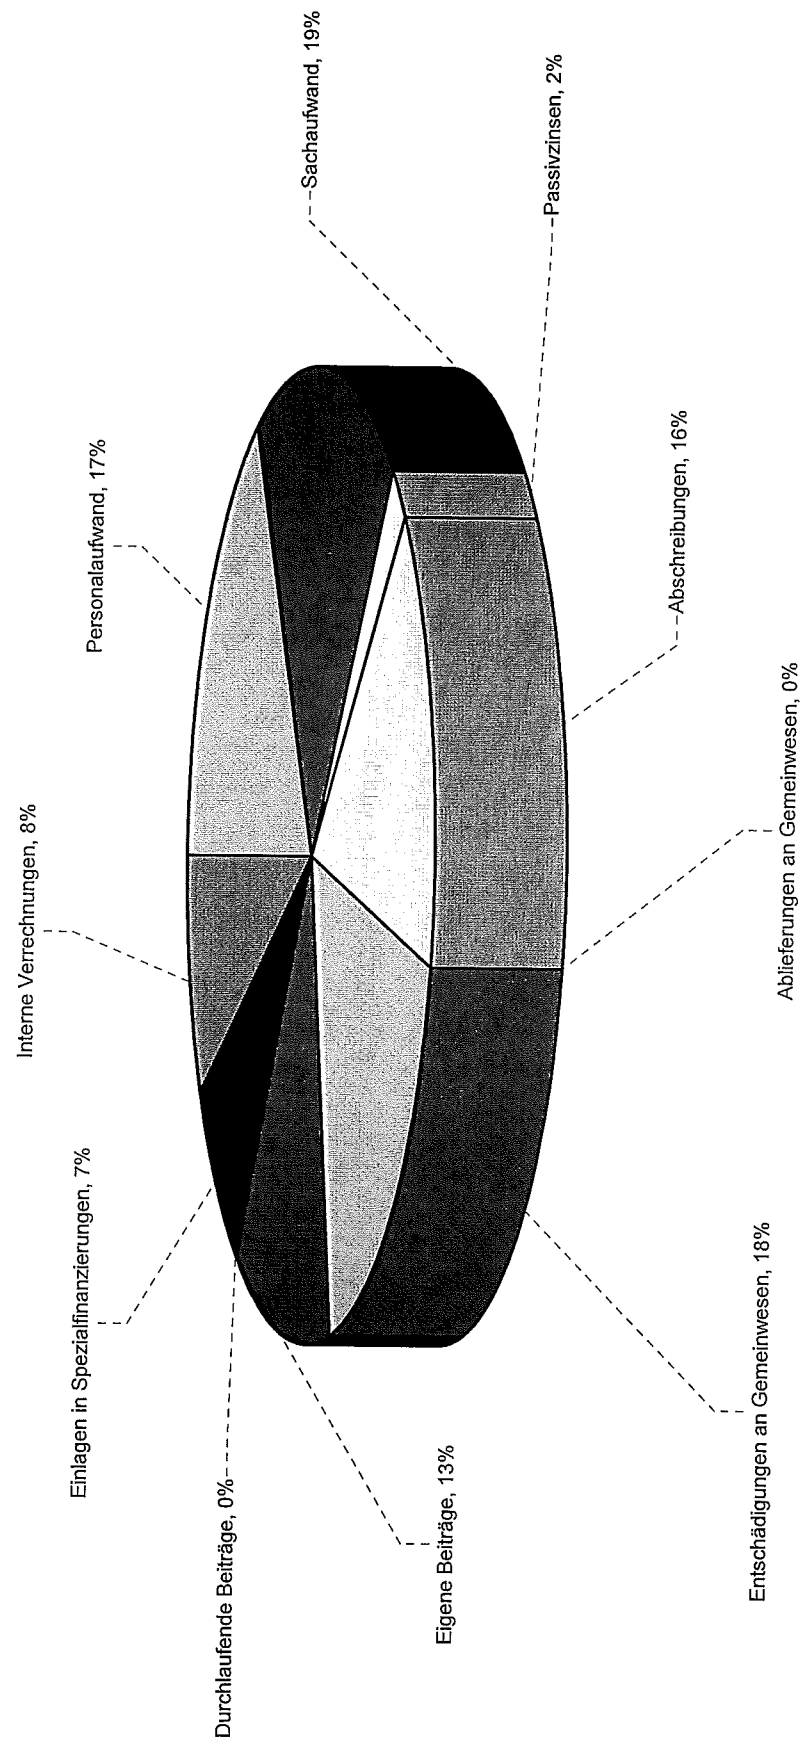 Interne Verrechnungen, 8%
Personalaufwand, 17%
Sachaufwand, 19%
Passivzinsen, 2%
Abschreibungen, 16%
Ablieferungen an Gemeinwesen, 0%
Entschädigungen an Gemeinwesen, 18%
Eigene Beiträge, 13%
Durchlaufende Beiträge, 0%
Einlagen in Spezialfinanzierungen, 7%